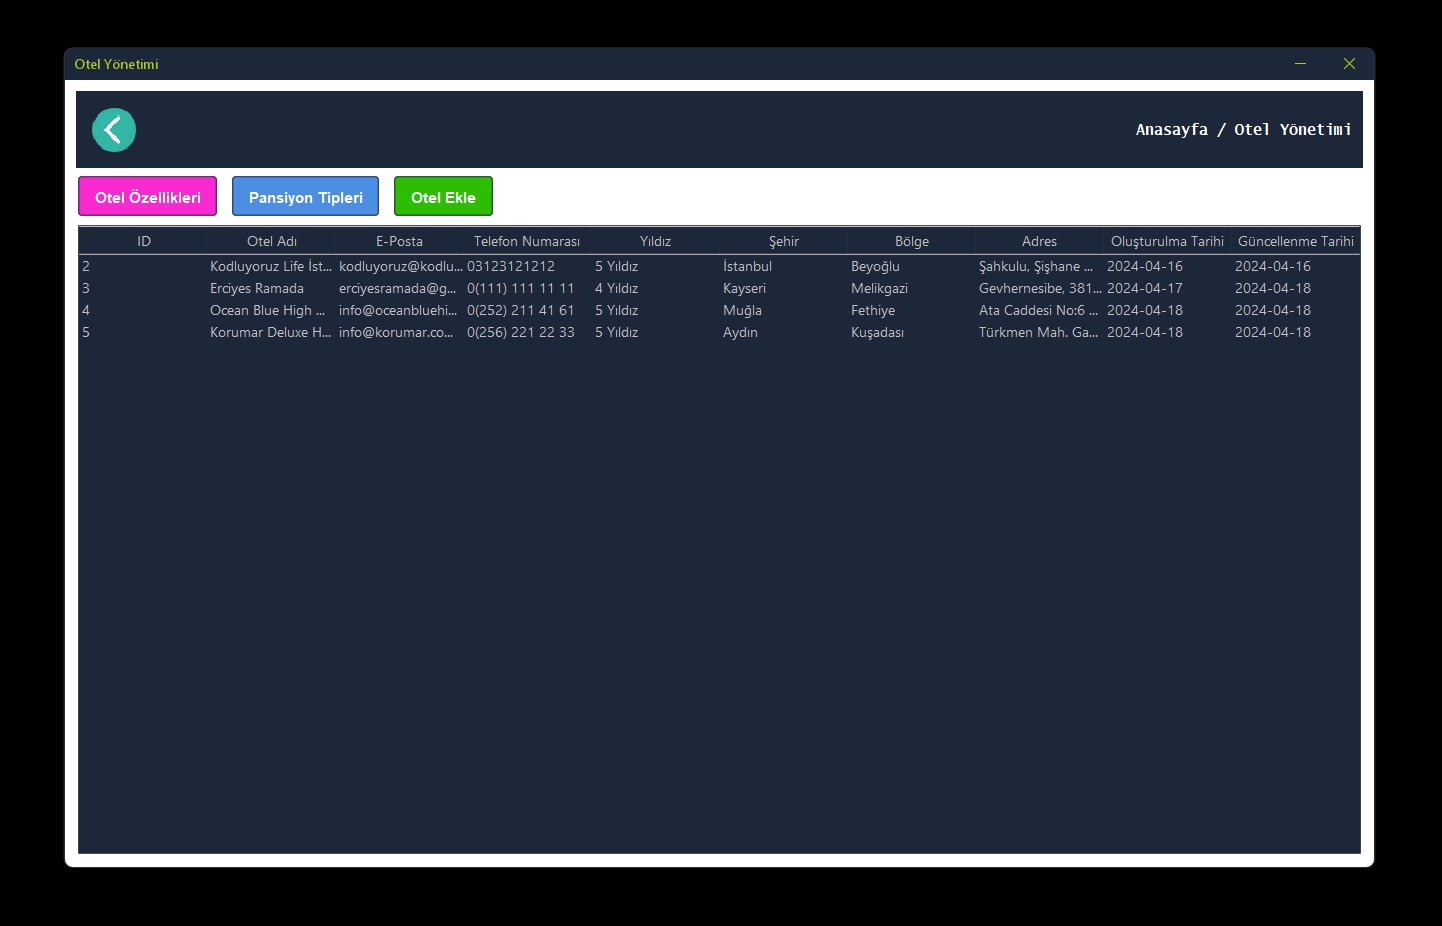 Otel Yönetimi
Anasayfa / Otel Yönetimi
Otel Özellikleri Pansiyon Tipleri Otel Ekle
ID Otel Adı E-Posta Telefon Numarası Yıldız Şehir Bölge Adres Oluşturulma Tarihi Güncellenme Tarihi
2 Kodluyoruz Life İst... kodluyoruz@kodlu... 03123121212 5 Yıldız İstanbul Beyoğlu Şahkulu, Şişhane ... 2024-04-16 2024-04-16
3 Erciyes Ramada erciyesramada@g... 0(111) 111 11 11 4 Yıldız Kayseri Melikgazi Gevhernesibe, 381... 2024-04-17 2024-04-18
4 Ocean Blue High ... info@oceanbluehi... 0(252) 211 41 61 5 Yıldız Muğla Fethiye Ata Caddesi No:6 ... 2024-04-18 2024-04-18
5 Korumar Deluxe H... info@korumar.co... 0(256) 221 22 33 5 Yıldız Aydın Kuşadası Türkmen Mah. Ga... 2024-04-18 2024-04-18